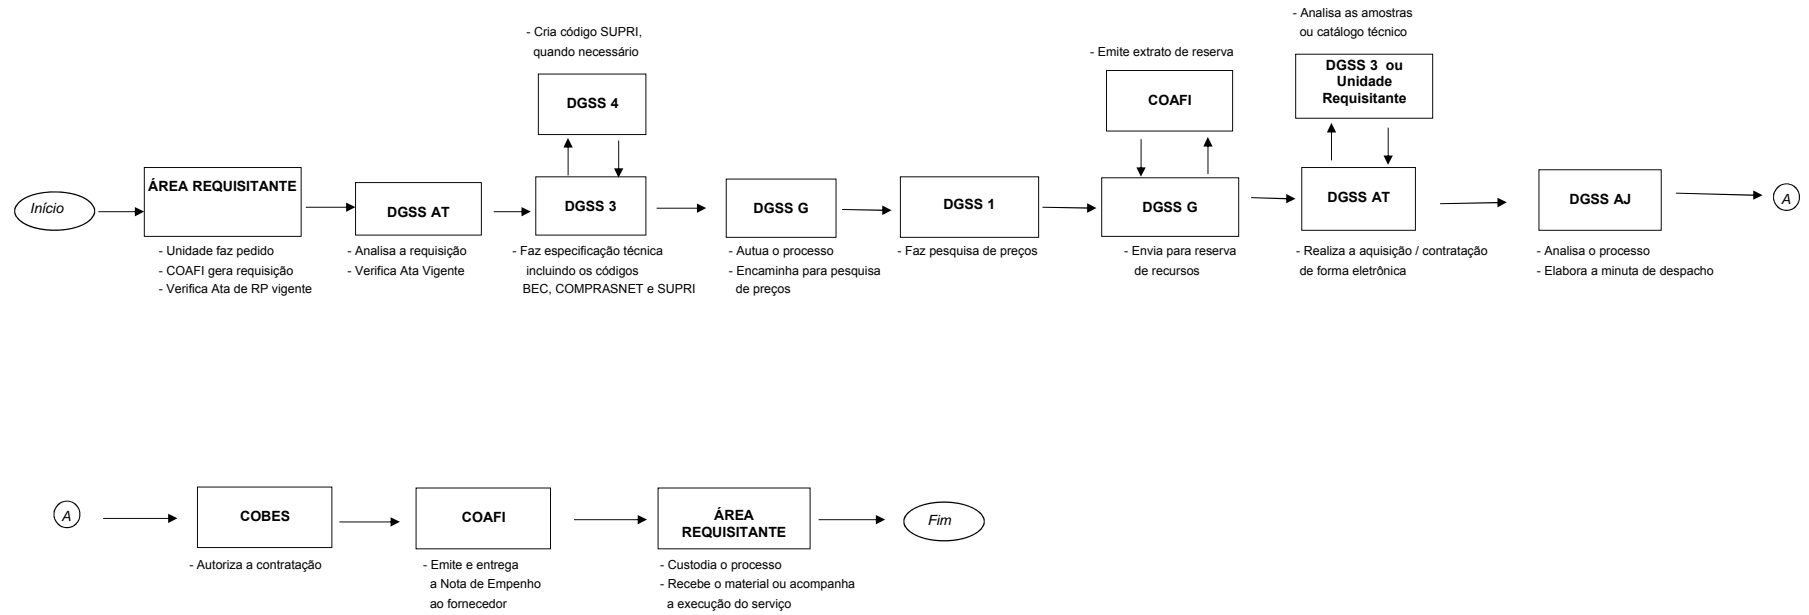 - Cria código SUPRI,
quando necessário
DGSS 4
- Emite extrato de reserva
COAFI
- Analisa as amostras
ou catálogo técnico
DGSS 3 ou
Unidade
Requisitante
Início
ÁREA REQUISITANTE
- Unidade faz pedido
- COAFI gera requisição
- Verifica Ata de RP vigente
DGSS AT
- Analisa a requisição
- Verifica Ata Vigente
DGSS 3
- Faz especificação técnica
incluindo os códigos
BEC, COMPRASNET e SUPRI
DGSS G
- Autua o processo
- Encaminha para pesquisa
de preços
DGSS 1
- Faz pesquisa de preços
DGSS G
- Envia para reserva
de recursos
DGSS AT
- Realiza a aquisição / contratação
de forma eletrônica
DGSS AJ
- Analisa o processo
- Elabora a minuta de despacho
A
A
COBES
- Autoriza a contratação
COAFI
- Emite e entrega
a Nota de Empenho
ao fornecedor
ÁREA
REQUISITANTE
- Custodia o processo
- Recebe o material ou acompanha
a execução do serviço
Fim